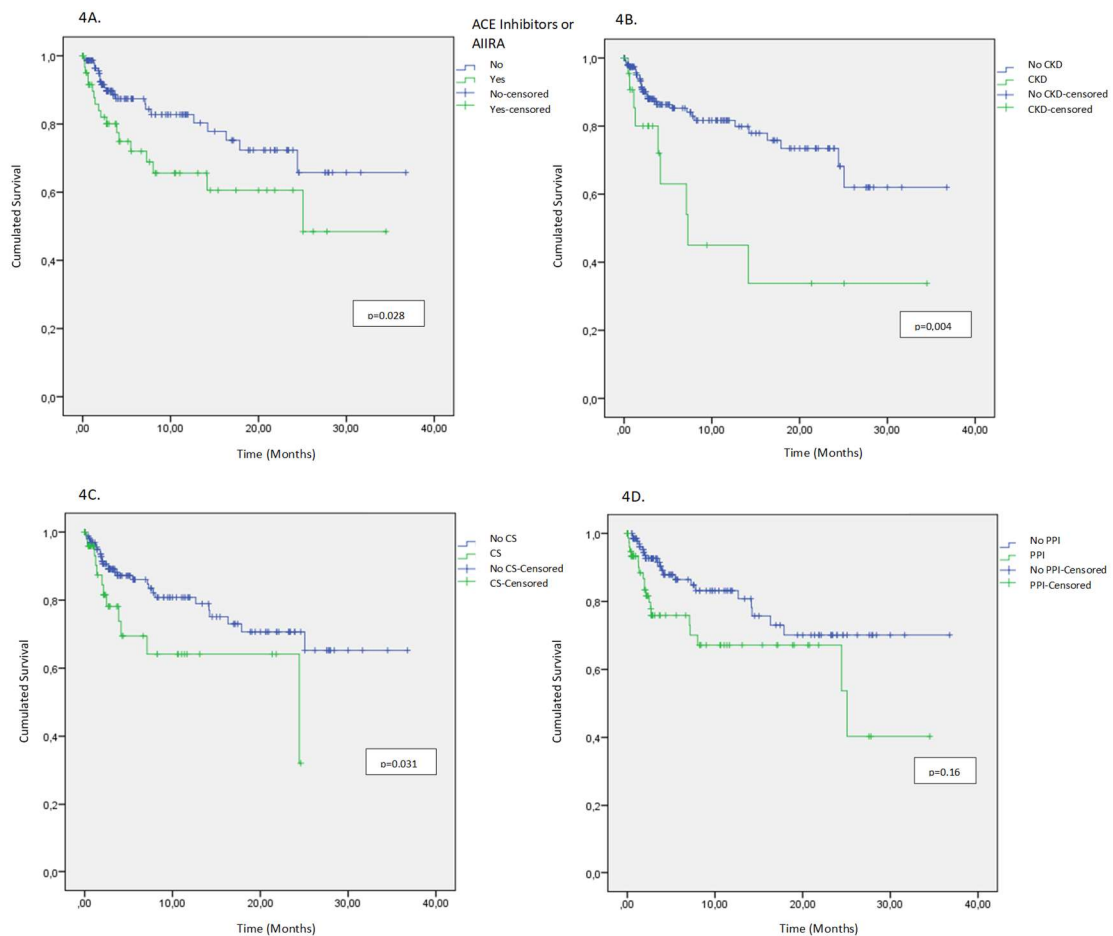 4A.
ACE Inhibitors or
AIIRA
No
Yes
No-censored
Yes-censored
1,0
0,8
0,6
0,4
0,2
0,0
Cumulated Survival
p=0.028
,00 10,00 20,00 30,00 40,00
Time (Months)
4B.
No CKD
CKD
No CKD-censored
CKD-censored
1,0
0,8
0,6
0,4
0,2
0,0
Cumulated Survival
p=0,004
,00 10,00 20,00 30,00 40,00
Time (Months)
4C.
No CS
CS
No CS-Censored
CS-Censored
1,0
0,8
0,6
0,4
0,2
0,0
Cumulated Survival
p=0.031
,00 10,00 20,00 30,00 40,00
Time (Months)
4D.
No PPI
PPI
No PPI-Censored
PPI-Censored
1,0
0,8
0,6
0,4
0,2
0,0
Cumulated Survival
p=0.16
,00 10,00 20,00 30,00 40,00
Time (Months)